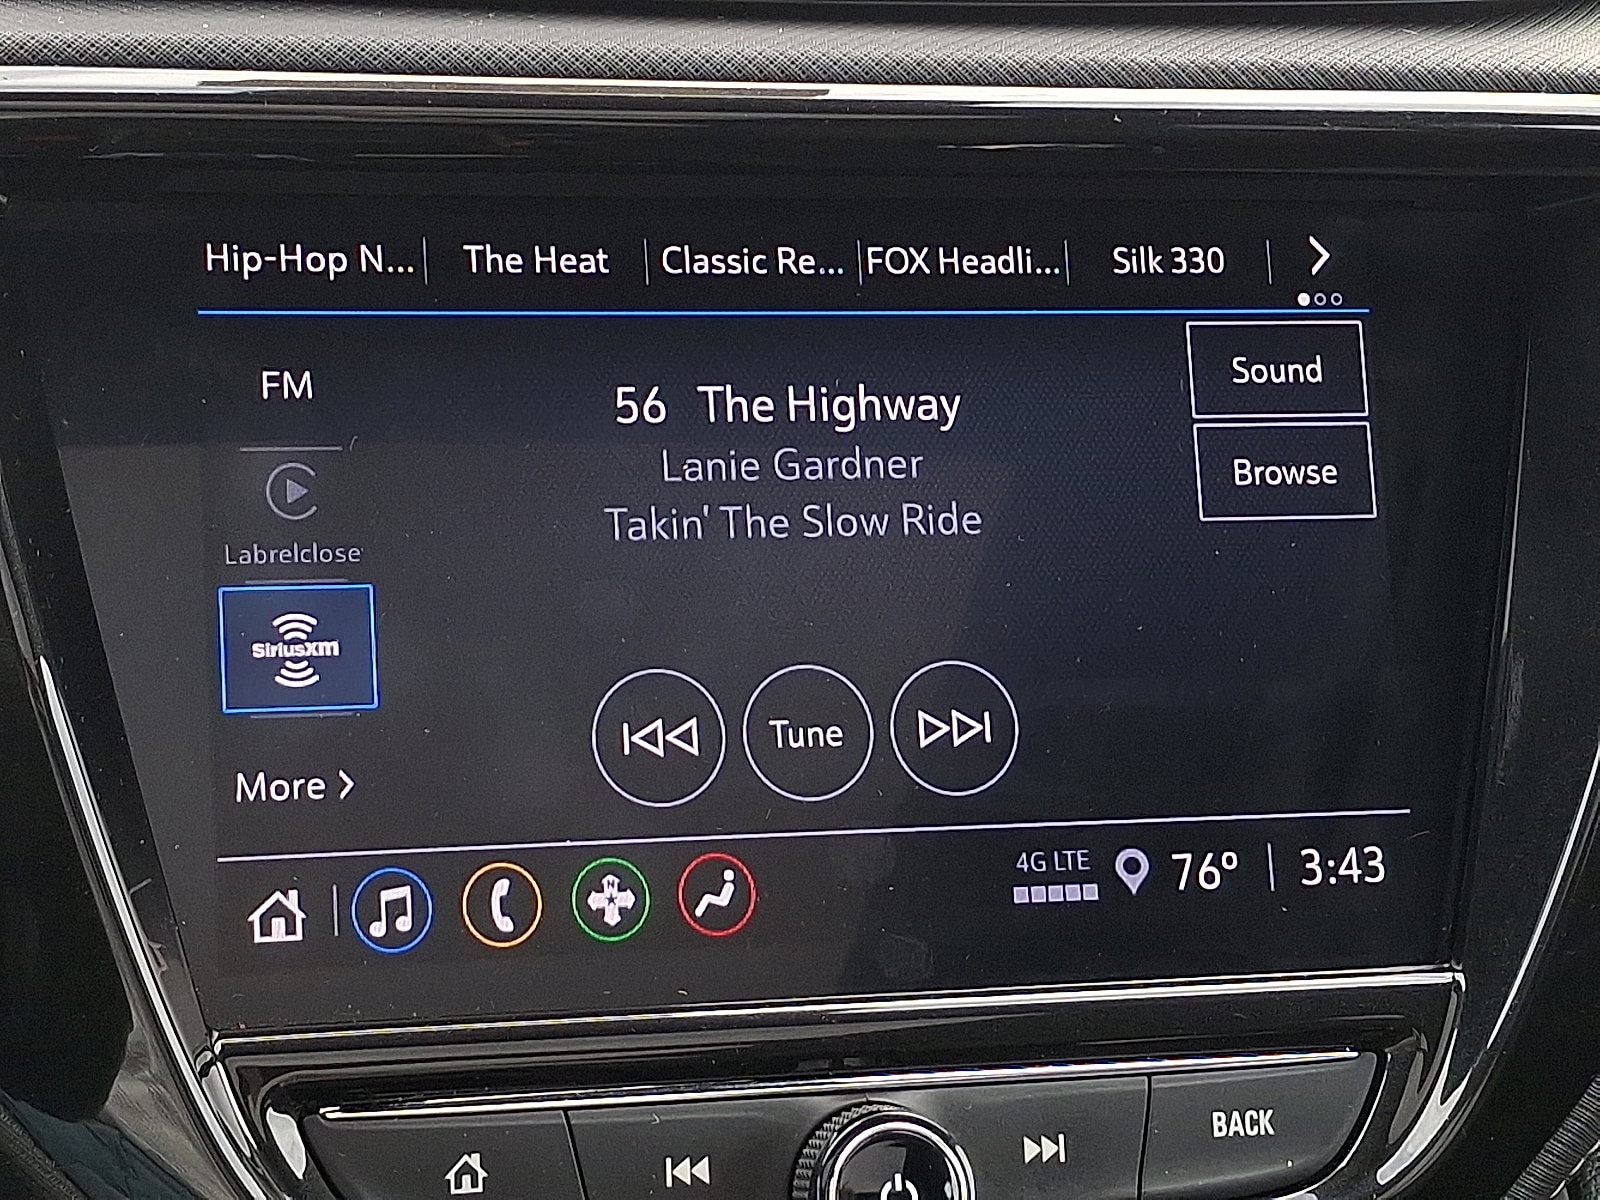 Hip-Hop N... The Heat Classic Re... FOX Headli... Silk 330
FM
56 The Highway
Lanie Gardner
Takin' The Slow Ride
Sound
Browse
Labrelclose
SiriusXM
Tune
More
4G LTE 76° 3:43
N
BACK